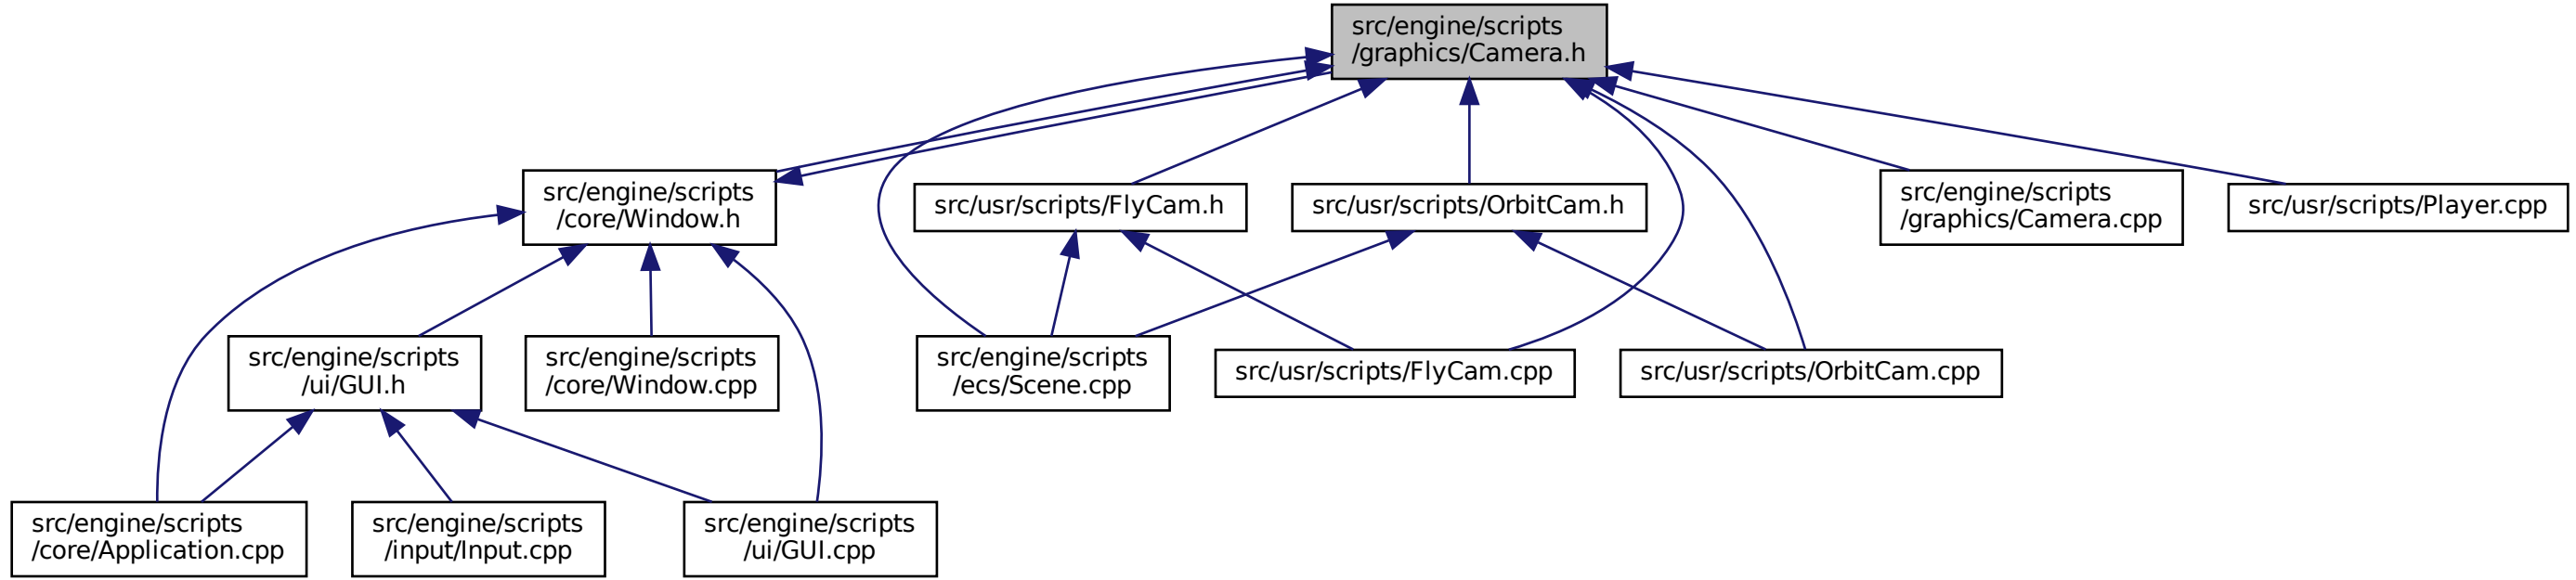 src/engine/scripts
/graphics/Camera.h
src/engine/scripts
/core/Window.h
src/usr/scripts/FlyCam.h
src/usr/scripts/OrbitCam.h
src/engine/scripts
/graphics/Camera.cpp
src/usr/scripts/Player.cpp
src/engine/scripts
/ui/GUI.h
src/engine/scripts
/core/Window.cpp
src/engine/scripts
/ecs/Scene.cpp
src/usr/scripts/FlyCam.cpp
src/usr/scripts/OrbitCam.cpp
src/engine/scripts
/core/Application.cpp
src/engine/scripts
/input/Input.cpp
src/engine/scripts
/ui/GUI.cpp